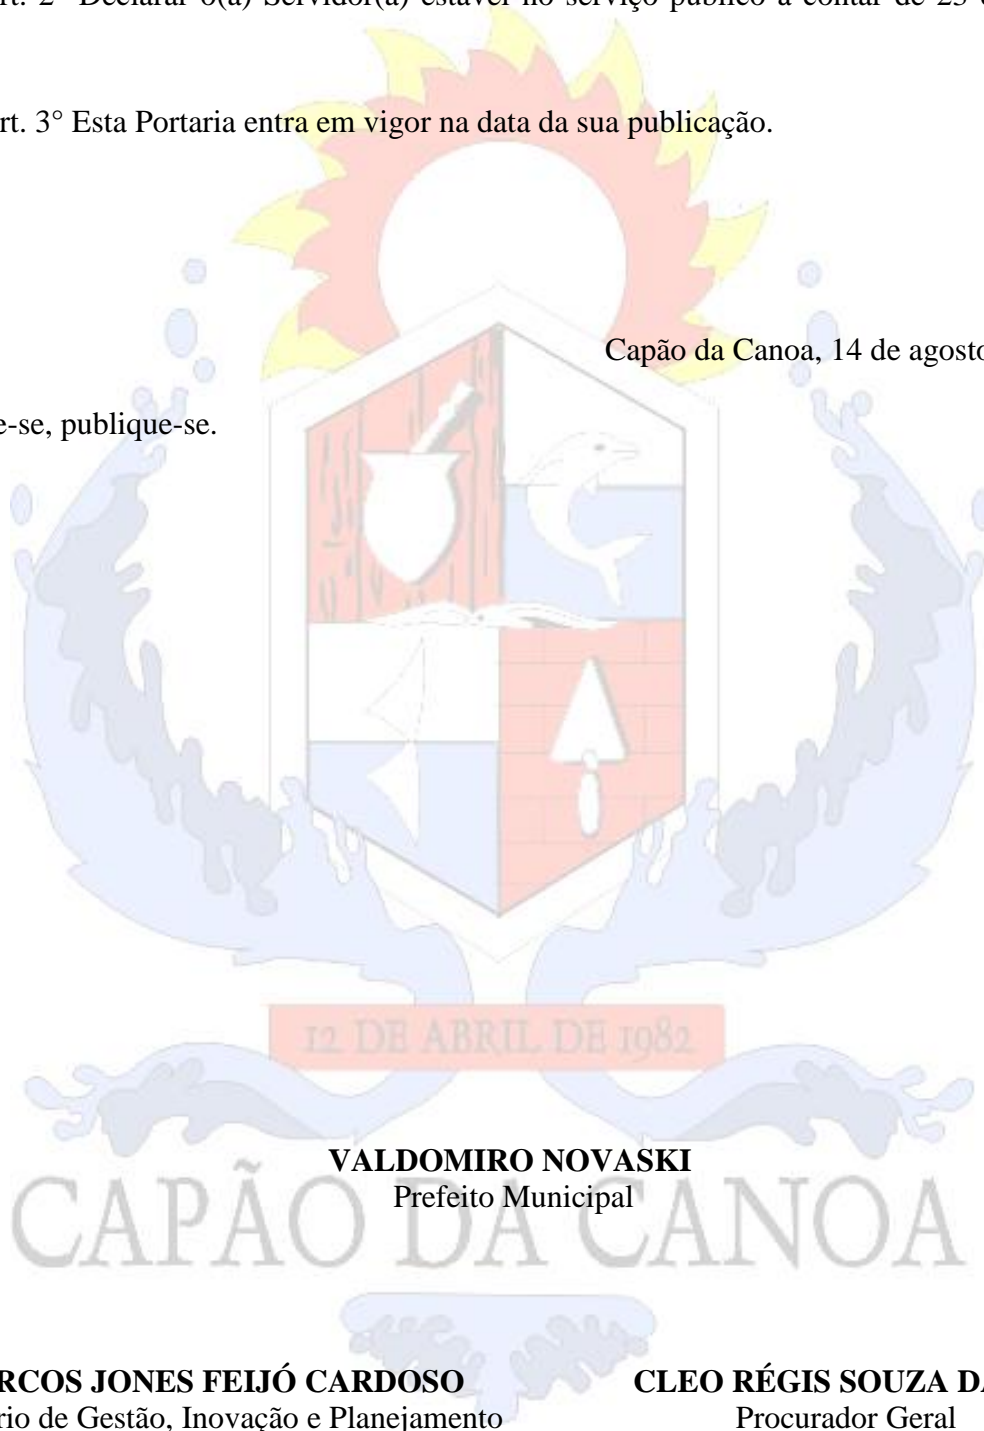 rt. 2° Declarar o(a) Servidor(a) estável no serviço público a contar de 23
rt. 3° Esta Portaria entra em vigor na data da sua publicação.
Capão da Canoa, 14 de agosto
e-se, publique-se.
12 DE ABRIL DE 1982
VALDOMIRO NOVASKI
Prefeito Municipal
CAPÃO DA CANOA
RCOS JONES FEIJÓ CARDOSO CLEO RÉGIS SOUZA DA
rio de Gestão, Inovação e Planejamento Procurador Geral